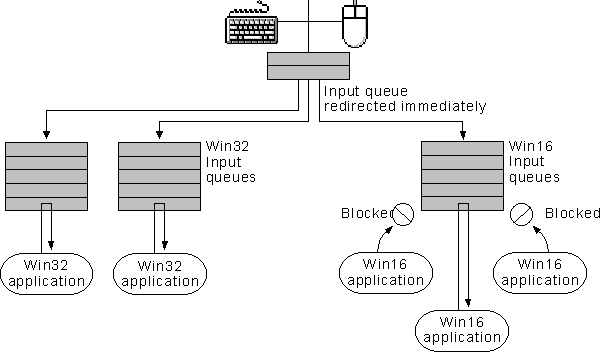 Input queue
redirected immediately
Win32
Input
queues
Win16
Input
queues
Blocked
Blocked
Win32
application
Win32
application
Win16
application
Win16
application
Win16
application